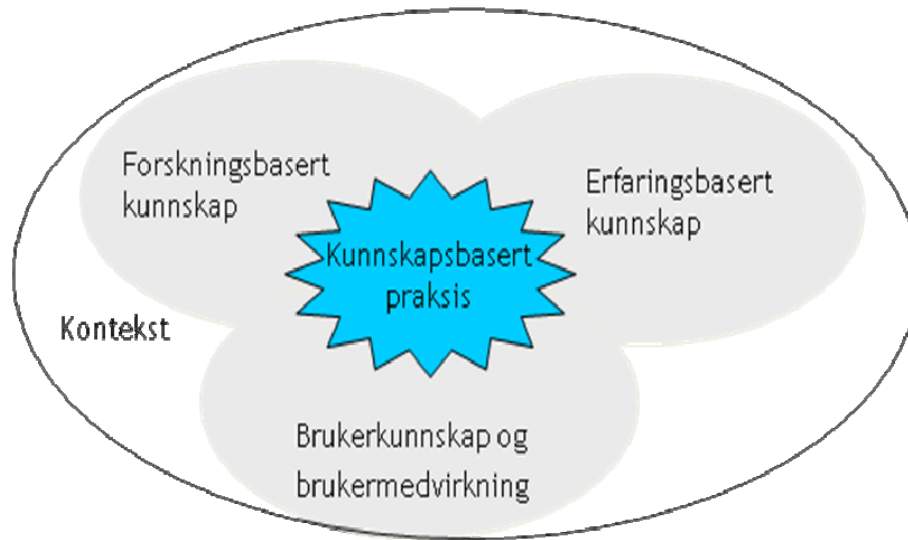 Forskningsbasert
kunnskap
Erfaringsbasert
kunnskap
Kunnskapsbasert
praksis
Kontekst
Brukerkunnskap og
brukermedvirkning